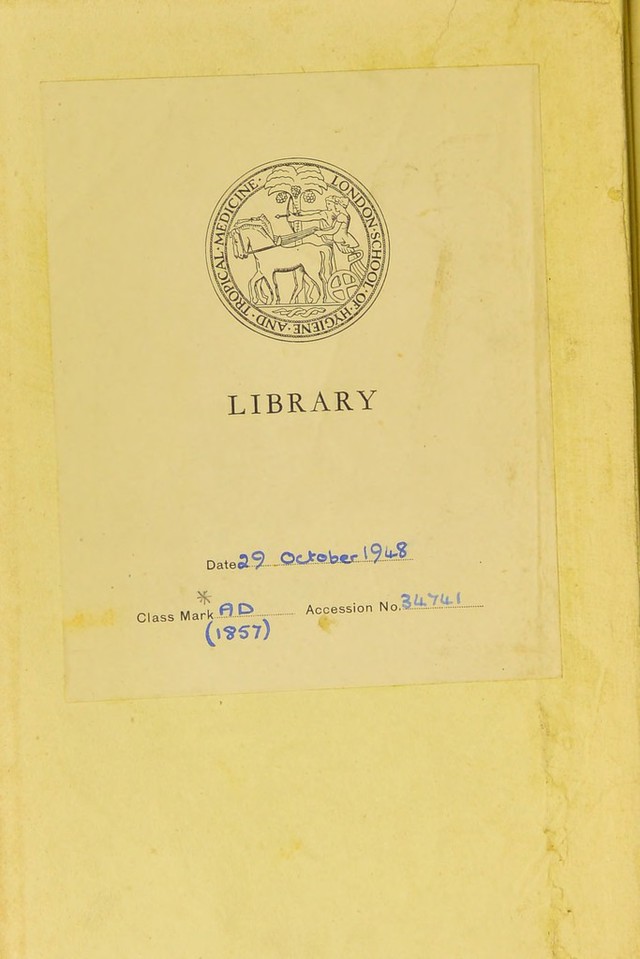 LONDON·SCHOOL·OF·HYGIENE·AND·TROPICAL·MEDICINE·
LIBRARY
Date 29 October 1948
*
Class Mark AD Accession No. 34741
(1857)